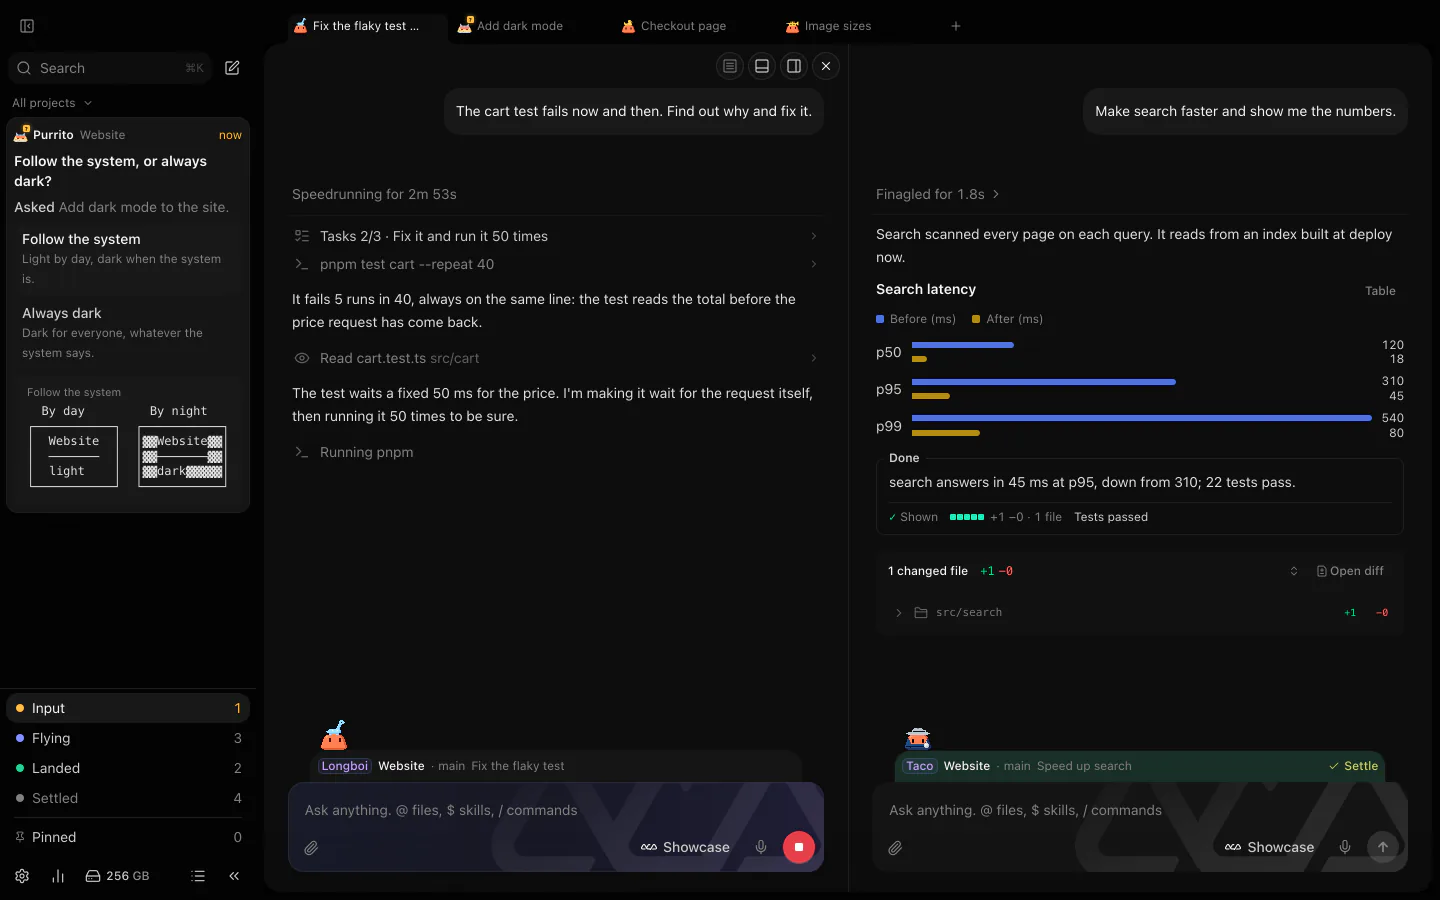 Fix the flaky test ...
Add dark mode
Checkout page
Image sizes
Search
⌘K
All projects
Purrito Website
now
Follow the system, or always
dark?
Asked Add dark mode to the site.
Follow the system
Light by day, dark when the system
is.
Always dark
Dark for everyone, whatever the
system says.
Follow the system
By day By night
Website Website
light dark
Input 1
Flying 3
Landed 2
Settled 4
Pinned 0
256 GB
The cart test fails now and then. Find out why and fix it.
Speedrunning for 2m 53s
Tasks 2/3 · Fix it and run it 50 times
pnpm test cart --repeat 40
It fails 5 runs in 40, always on the same line: the test reads the total before the
price request has come back.
Read cart.test.ts src/cart
The test waits a fixed 50 ms for the price. I'm making it wait for the request itself,
then running it 50 times to be sure.
Running pnpm
Longboi Website · main Fix the flaky test
Ask anything. @ files, $ skills, / commands
Showcase
Make search faster and show me the numbers.
Finagled for 1.8s
Search scanned every page on each query. It reads from an index built at deploy
now.
Search latency
Table
Before (ms) After (ms)
p50 120
18
p95 310
45
p99 540
80
Done
search answers in 45 ms at p95, down from 310; 22 tests pass.
✓ Shown +1 −0 · 1 file Tests passed
1 changed file +1 −0
Open diff
src/search +1 −0
Taco Website · main Speed up search
✓ Settle
Ask anything. @ files, $ skills, / commands
Showcase